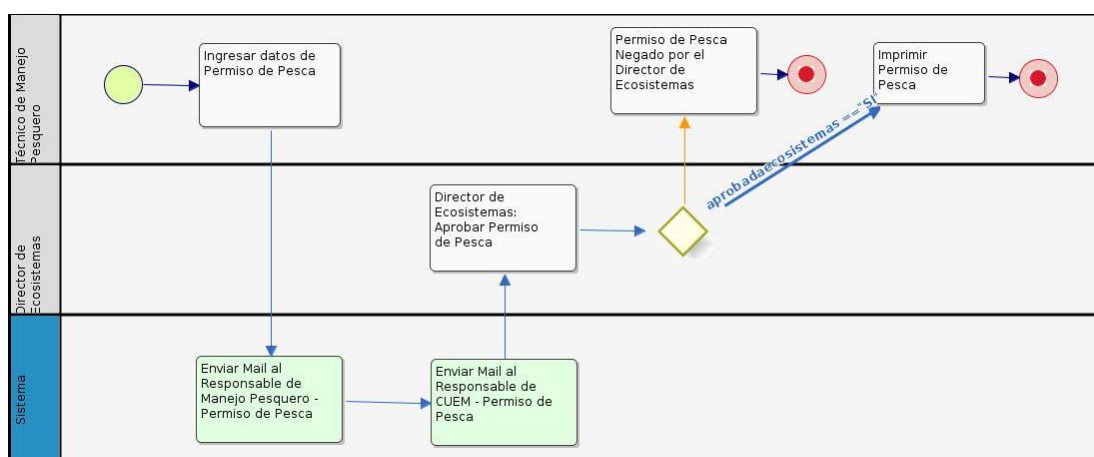 Técnico de Manejo
Pesquero
Ingresar datos de
Permiso de Pesca
Permiso de Pesca
Negado por el
Director de
Ecosistemas
Imprimir
Permiso de
Pesca
aprobadaecosistemas =="SI"
Director de
Ecosistemas
Director de
Ecosistemas:
Aprobar Permiso
de Pesca
Sistema
Enviar Mail al
Responsable de
Manejo Pesquero -
Permiso de Pesca
Enviar Mail al
Responsable de
CUEM - Permiso de
Pesca